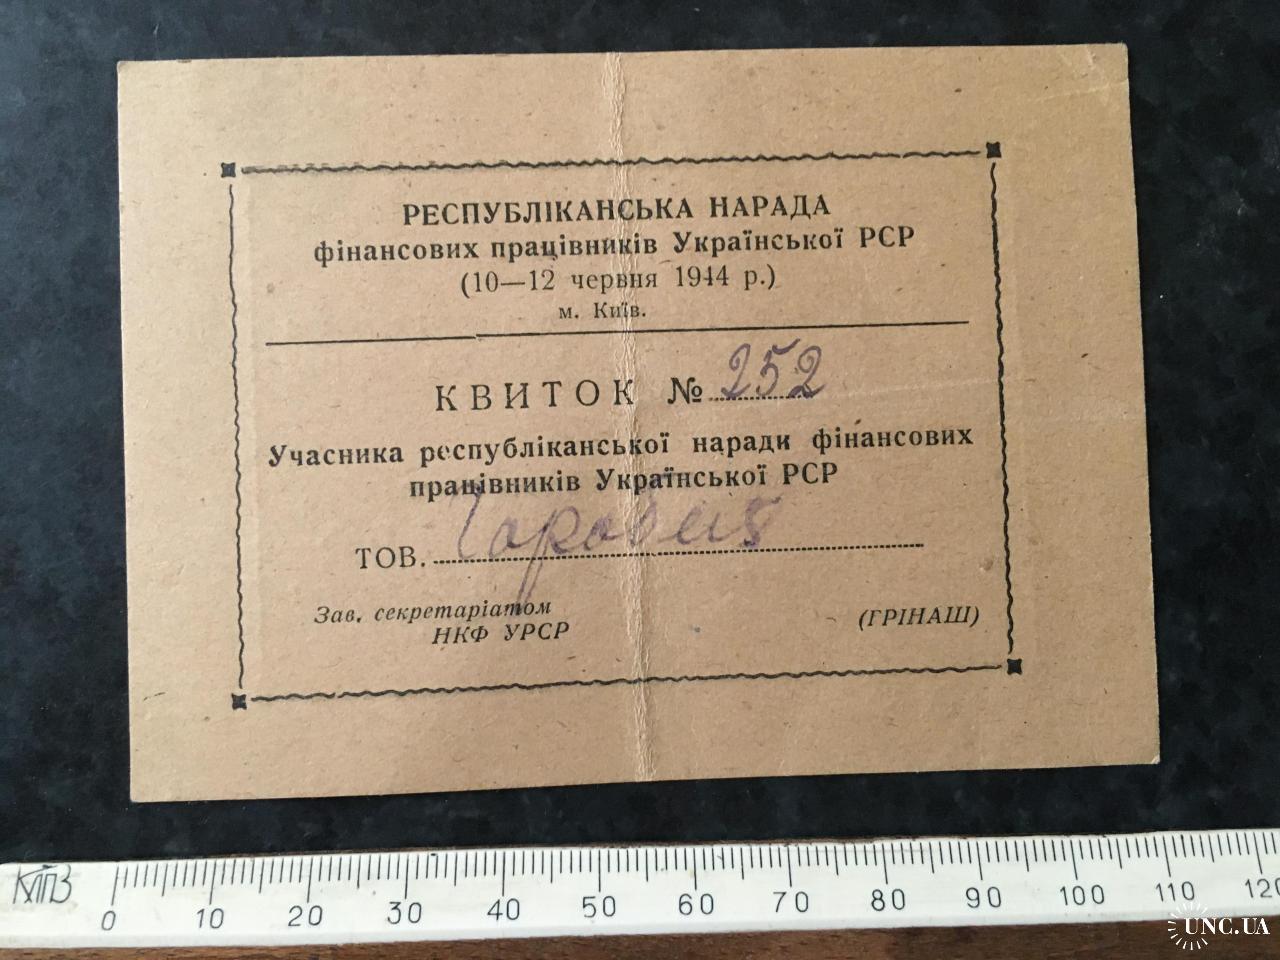 РЕСПУБЛІКАНСЬКА НАРАДА
фінансових працівників Української РСР
(10—12 червня 1944 р.)
м. Київ.
КВИТОК № 252
Учасника республіканської наради фінансових
працівників Української РСР
ТОВ.
Зав. секретаріатом
НКФ УРСР
(ГРІНАШ)
0 10 20 30 40 50 60 70 80 90 100 110 120
UNC.UA